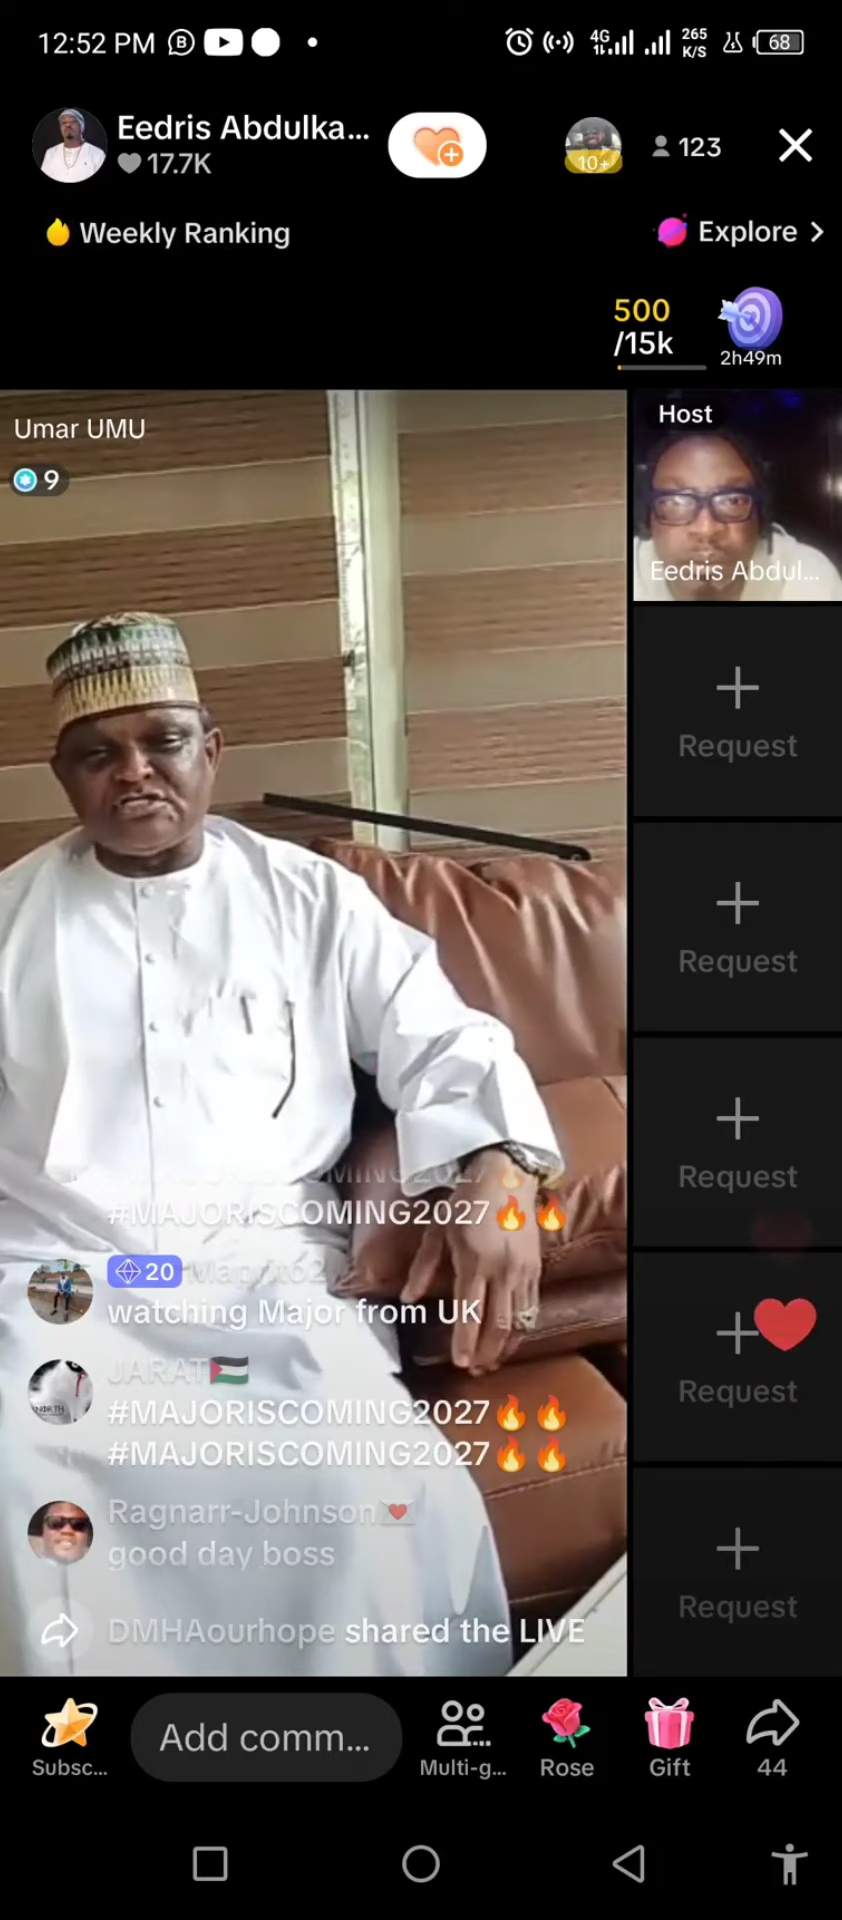 12:52 PM
4G
265
K/S
68
Eedris Abdulka...
17.7K
10+
123
Weekly Ranking
Explore
500
/15k
2h49m
Umar UMU
9
Host
Eedris Abdul...
Request
Request
Request
Request
Request
#MAJORISCOMING2027🔥🔥
20
watching Major from UK
JARAT🇵🇸
#MAJORISCOMING2027🔥🔥
#MAJORISCOMING2027🔥🔥
Ragnarr-Johnson💌
good day boss
DMHAourhope shared the LIVE
Subsc...
Add comm...
Multi-g...
Rose
Gift
44